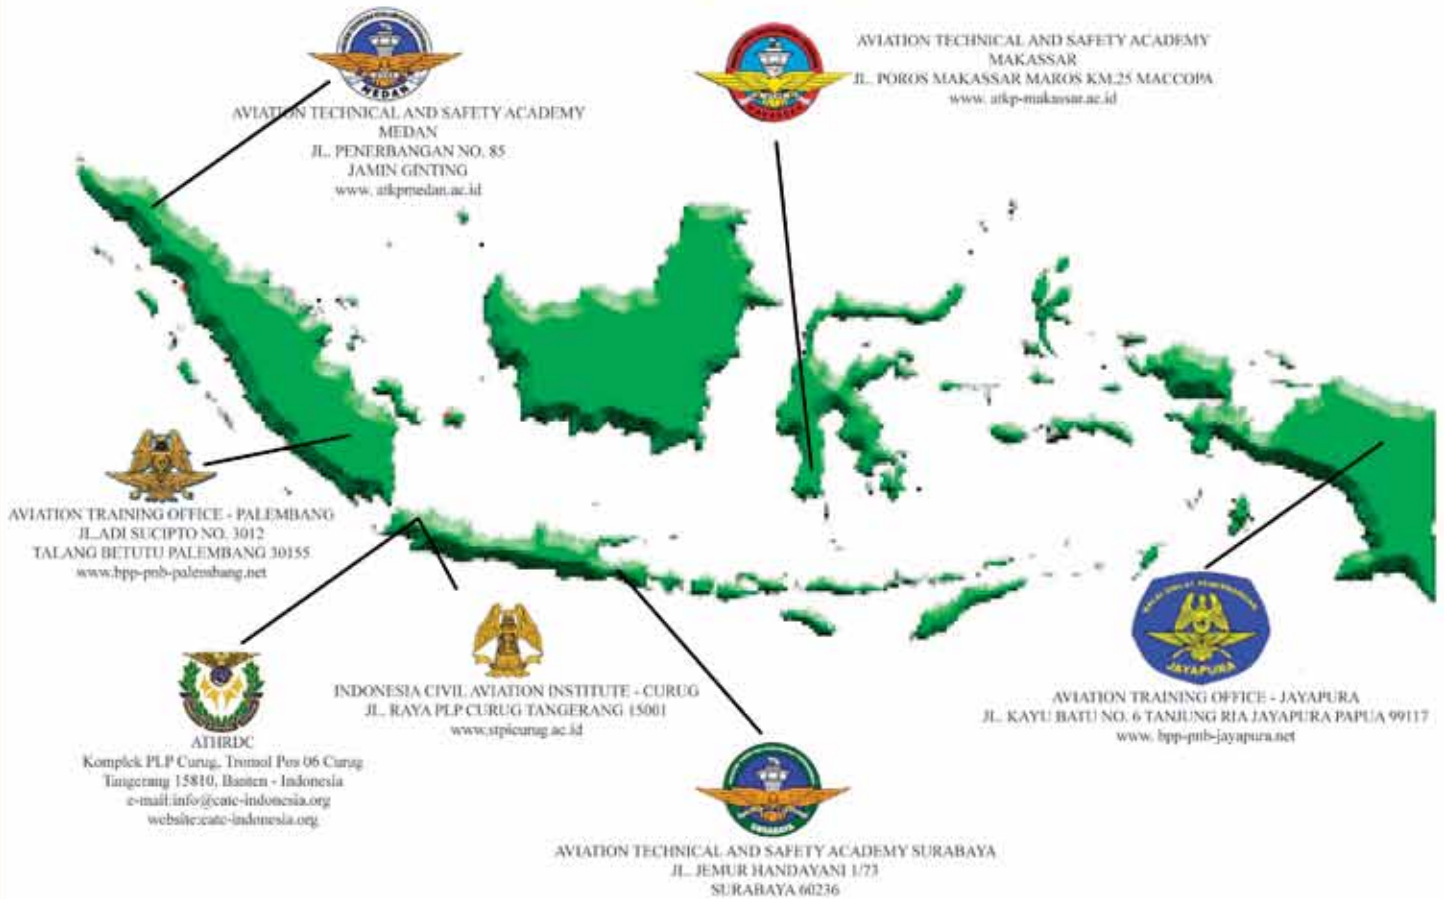 MEDAN
AVIATION TECHNICAL AND SAFETY ACADEMY
MEDAN
JL. PENERBANGAN NO. 85
JAMIN GINTING
www. atkpmedan.ac.id
MAKASSAR
AVIATION TECHNICAL AND SAFETY ACADEMY
MAKASSAR
JL. POROS MAKASSAR MAROS KM.25 MACCOPA
www. atkp-makassar.ac.id
AVIATION TRAINING OFFICE - PALEMBANG
JL.ADI SUCIPTO NO. 3012
TALANG BETUTU PALEMBANG 30155
www.bpp-pnb-palembang.net
ATHRDC
Komplek PLP Curug, Tromol Pos 06 Curug
Tangerang 15810, Banten - Indonesia
e-mail:info@catc-indonesia.org
website:catc-indonesia.org
INDONESIA CIVIL AVIATION INSTITUTE - CURUG
JL. RAYA PLP CURUG TANGERANG 15001
www.stpicurug.ac.id
SURABAYA
AVIATION TECHNICAL AND SAFETY ACADEMY SURABAYA
JL. JEMUR HANDAYANI 1/73
SURABAYA 60236
JAYAPURA
AVIATION TRAINING OFFICE - JAYAPURA
JL. KAYU BATU NO. 6 TANJUNG RIA JAYAPURA PAPUA 99117
www. bpp-pnb-jayapura.net